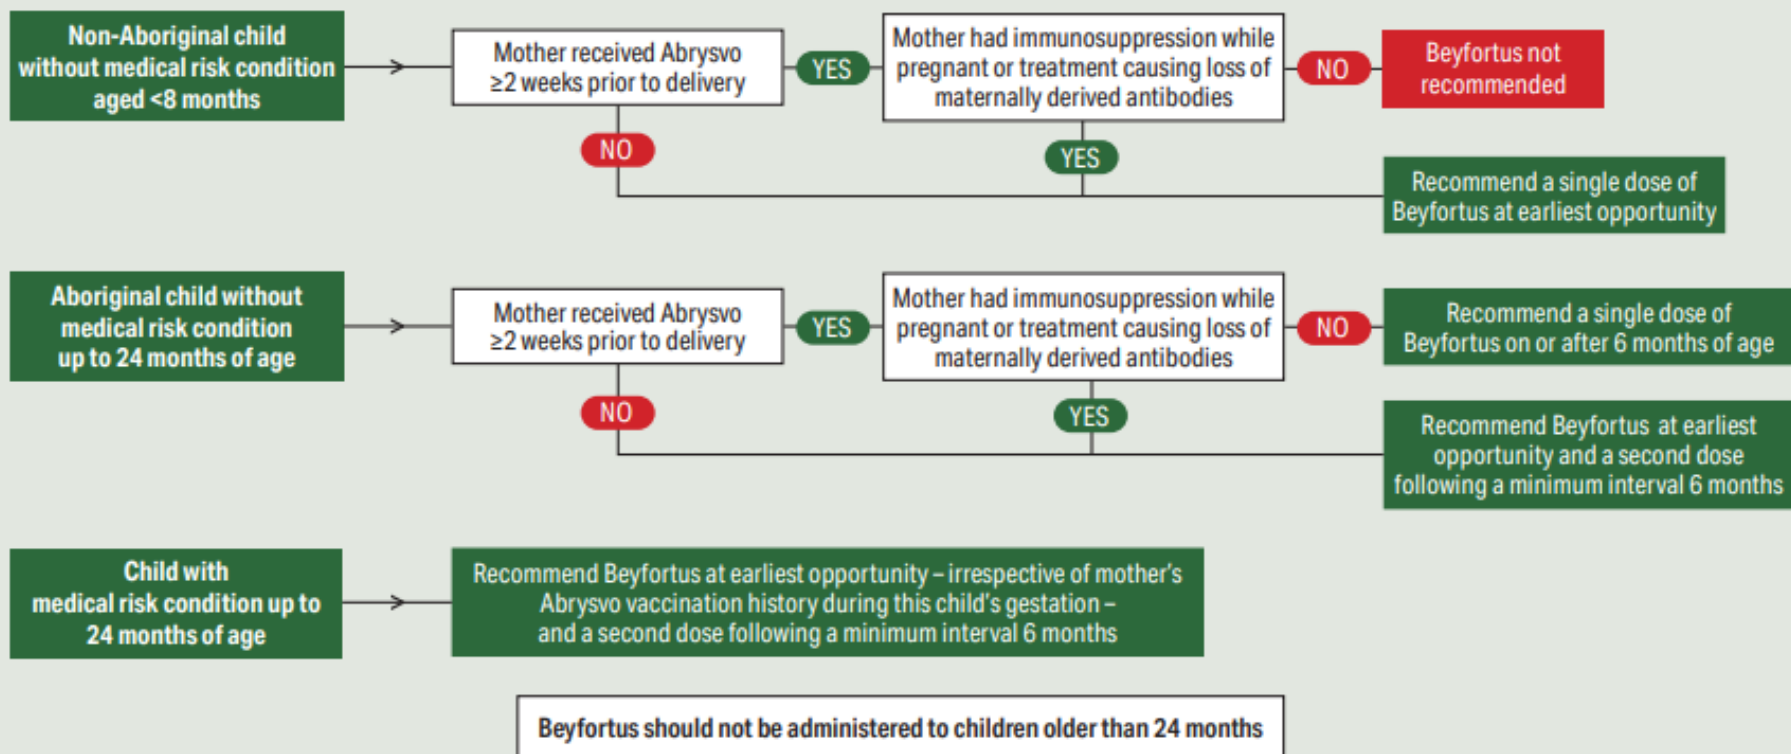 Non-Aboriginal child
without medical risk condition
aged <8 months
Mother received Abrysvo
≥2 weeks prior to delivery
YES
Mother had immunosuppression while
pregnant or treatment causing loss of
maternally derived antibodies
NO
Beyfortus not
recommended
NO
YES
Recommend a single dose of
Beyfortus at earliest opportunity
Aboriginal child without
medical risk condition
up to 24 months of age
Mother received Abrysvo
≥2 weeks prior to delivery
YES
Mother had immunosuppression while
pregnant or treatment causing loss of
maternally derived antibodies
NO
Recommend a single dose of
Beyfortus on or after 6 months of age
NO
YES
Recommend Beyfortus at earliest
opportunity and a second dose
following a minimum interval 6 months
Child with
medical risk condition up to
24 months of age
Recommend Beyfortus at earliest opportunity – irrespective of mother's
Abrysvo vaccination history during this child's gestation –
and a second dose following a minimum interval 6 months
Beyfortus should not be administered to children older than 24 months